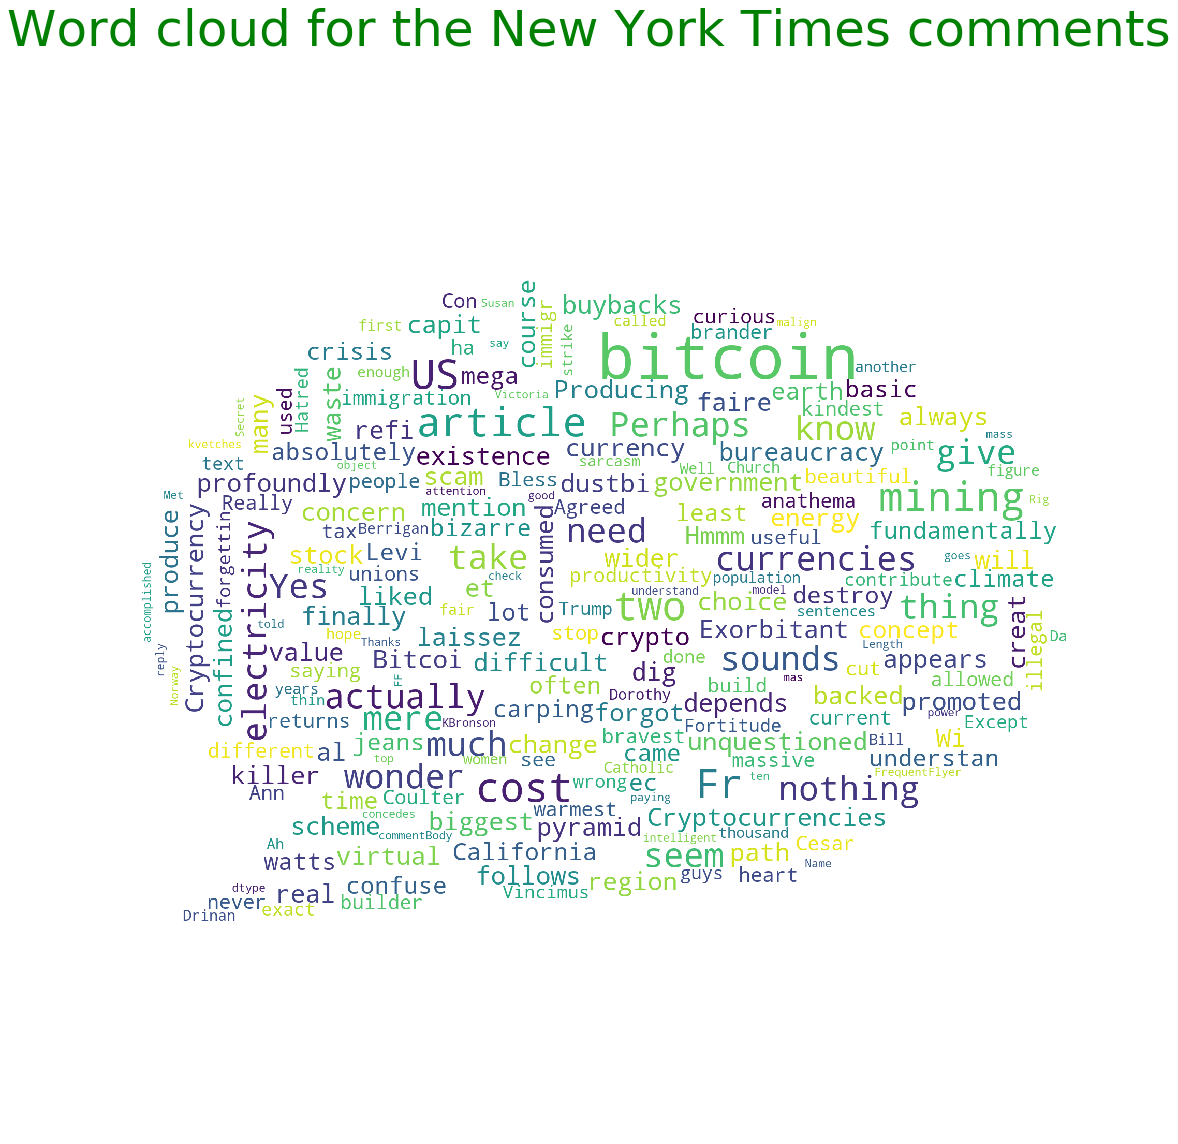 Word cloud for the New York Times comments
Con Susan course immigr buybacks
first capit say strike called curious malign
crisis ha brander
bitcoin another
enough US mega Victoria Producing earth basic
used Hatred waste immigration faire kindest
Secret many refi article Perhaps know always
kvetches absolutely existence currency bureaucracy point mass give
text object sarcasm Well Church figure
profoundly people scam Bless dustbi government beautiful
Met Really attention good mining Rig
concern mention Agreed least anathema
produce Cryptocurrency forgettin electricity tax Berrigan bizarre consumed need Hmmm useful energy fundamentally
stock Levi take wider currencies goes will
reality unions check productivity population contribute climate
accomplished Yes liked et understand model destroy
confined fair lot Trump two choice sentences thing
told finally hope laissez stop crypto Exorbitant concept creat illegal Da
reply value Thanks Length
Norway saying Bitcoi difficult done sounds appears
FF dig cut mas
years thin often build allowed
actually Dorothy depends backed promoted
returns mere KBronson carping forgot Fortitude current power Except
different al jeans much change bravest unquestioned Bill Wi
top women see came massive understan
killer wonder Catholic ten FrequentFlyer
Ann cost wrong ec Fr nothing
time Coulter paying
concedes warmest Cryptocurrencies
scheme commentBody biggest pyramid thousand
Ah intelligent Cesar
watts virtual California seem path Name
follows region guys heart
dtype real confuse Vincimus
never exact builder
Drinan